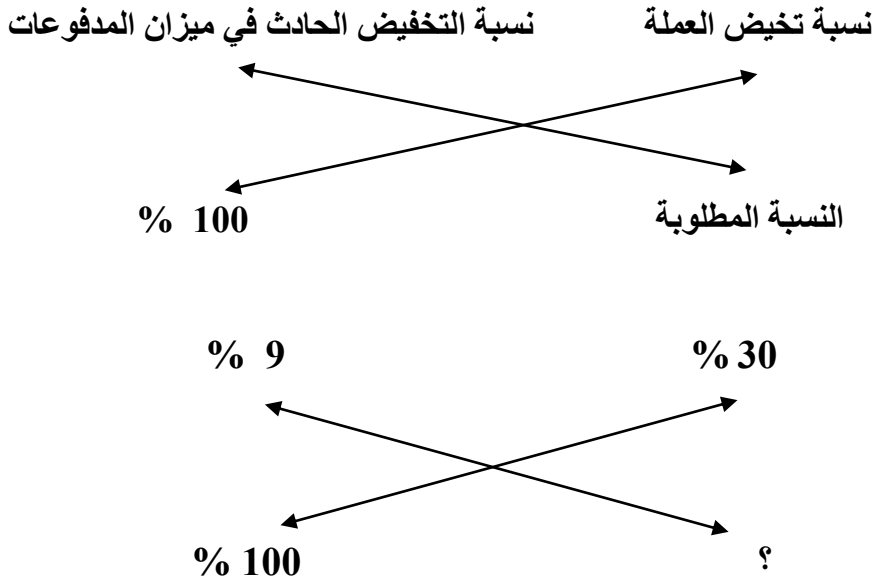 نسبة تخيض العملة نسبة التخفيض الحادث في ميزان المدفوعات
النسبة المطلوبة 100 %
30 % 9 %
؟ 100 %